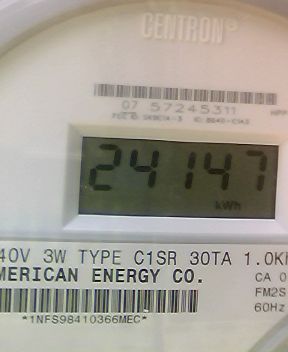 CENTRON®
07 57245311
24147
kWh
40V 3W TYPE C1SR 30TA 1.0Kh
MERICAN ENERGY CO.
CA 0
FM2S
60Hz
*1NFS98410366MEC*